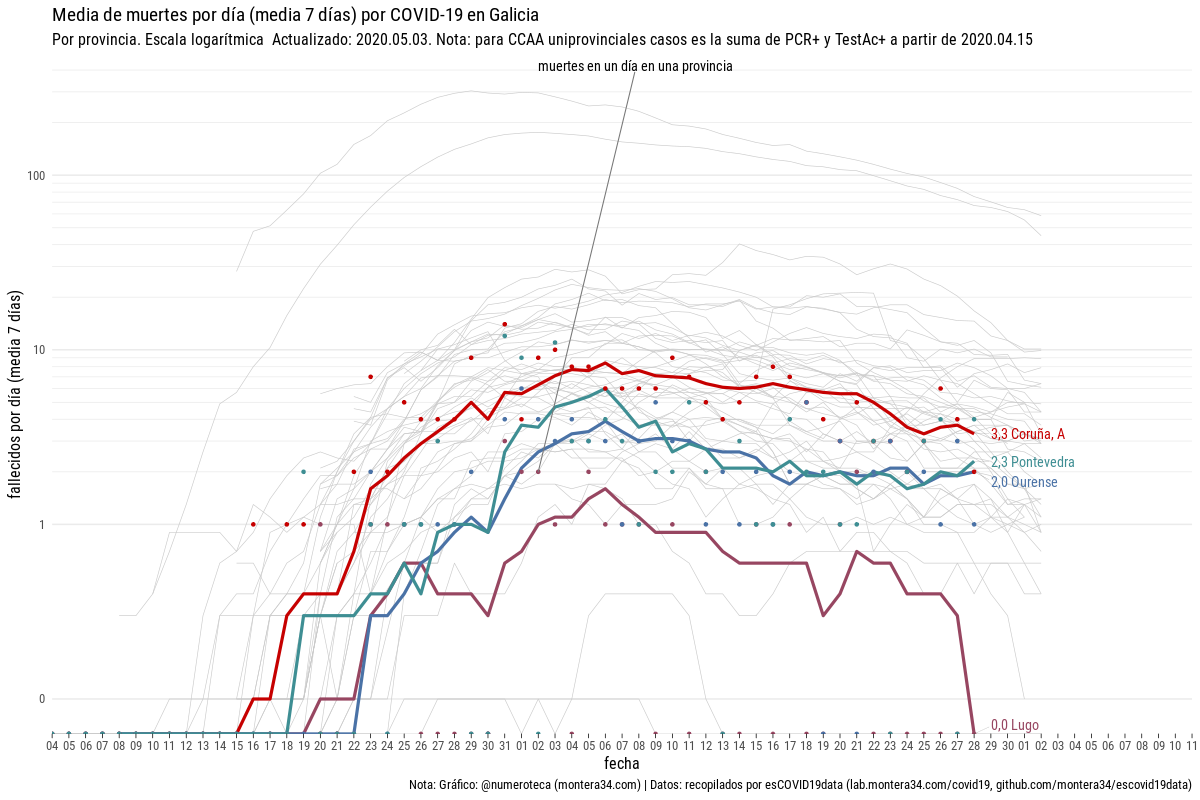 Media de muertes por día (media 7 días) por COVID-19 en Galicia
Por provincia. Escala logarítmica  Actualizado: 2020.05.03. Nota: para CCAA uniprovinciales casos es la suma de PCR+ y TestAc+ a partir de 2020.04.15
muertes en un día en una provincia
fallecidos por día (media 7 días)
100
10
1
0
3,3 Coruña, A
2,3 Pontevedra
2,0 Ourense
0,0 Lugo
04 05 06 07 08 09 10 11 12 13 14 15 16 17 18 19 20 21 22 23 24 25 26 27 28 29 30 31 01 02 03 04 05 06 07 08 09 10 11 12 13 14 15 16 17 18 19 20 21 22 23 24 25 26 27 28 29 30 01 02 03 04 05 06 07 08 09 10 11
fecha
Nota: Gráfico: @numeroteca (montera34.com) | Datos: recopilados por esCOVID19data (lab.montera34.com/covid19, github.com/montera34/escovid19data)